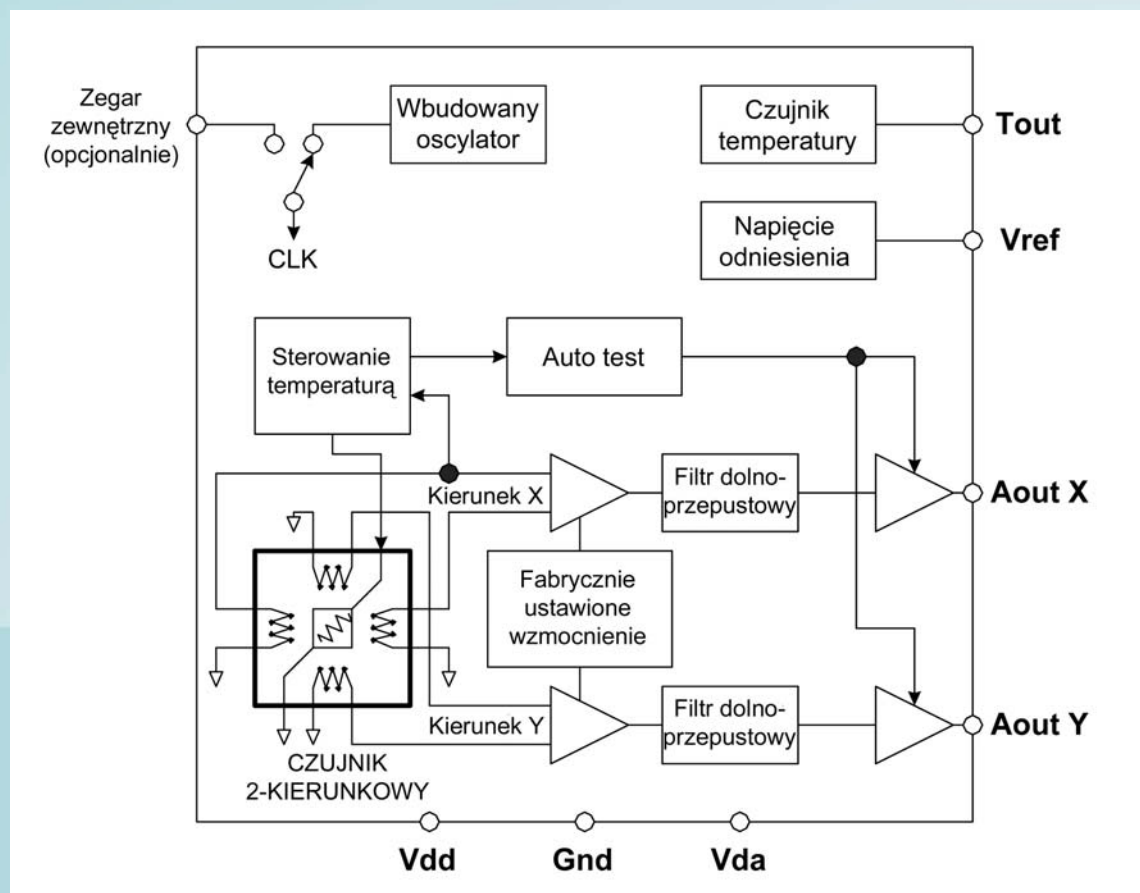 Zegar
zewnętrzny
(opcjonalnie)
Wbudowany
oscylator
CLK
Czujnik
temperatury
Tout
Napięcie
odniesienia
Vref
Sterowanie
temperaturą
Auto test
Kierunek X
Filtr dolno-
przepustowy
Aout X
Fabrycznie
ustawione
wzmocnienie
Kierunek Y
Filtr dolno-
przepustowy
Aout Y
CZUJNIK
2-KIERUNKOWY
Vdd
Gnd
Vda